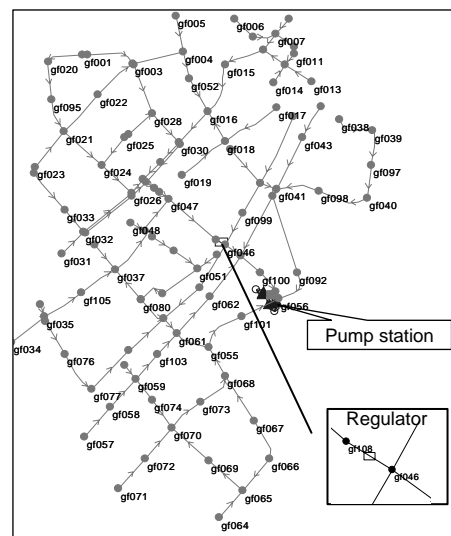 gf005
gf006
gf007
gf001
gf004
gf011
gf020
gf003
gf015
gf052
gf014
gf013
gf095
gf022
gf028
gf016
gf017
gf038
gf021
gf025
gf030
gf018
gf043
gf039
gf024
gf019
gf097
gf023
gf026
gf041
gf098
gf040
gf033
gf047
gf099
gf032
gf048
gf031
gf046
gf037
gf051
gf100
gf092
gf105
gf080
gf062
gf056
gf035
gf101
Pump station
gf034
gf061
gf076
gf103
gf055
gf077
gf059
gf068
gf058
gf074
gf073
gf067
gf057
gf070
Regulator
gf108
gf072
gf069
gf066
gf046
gf071
gf065
gf064